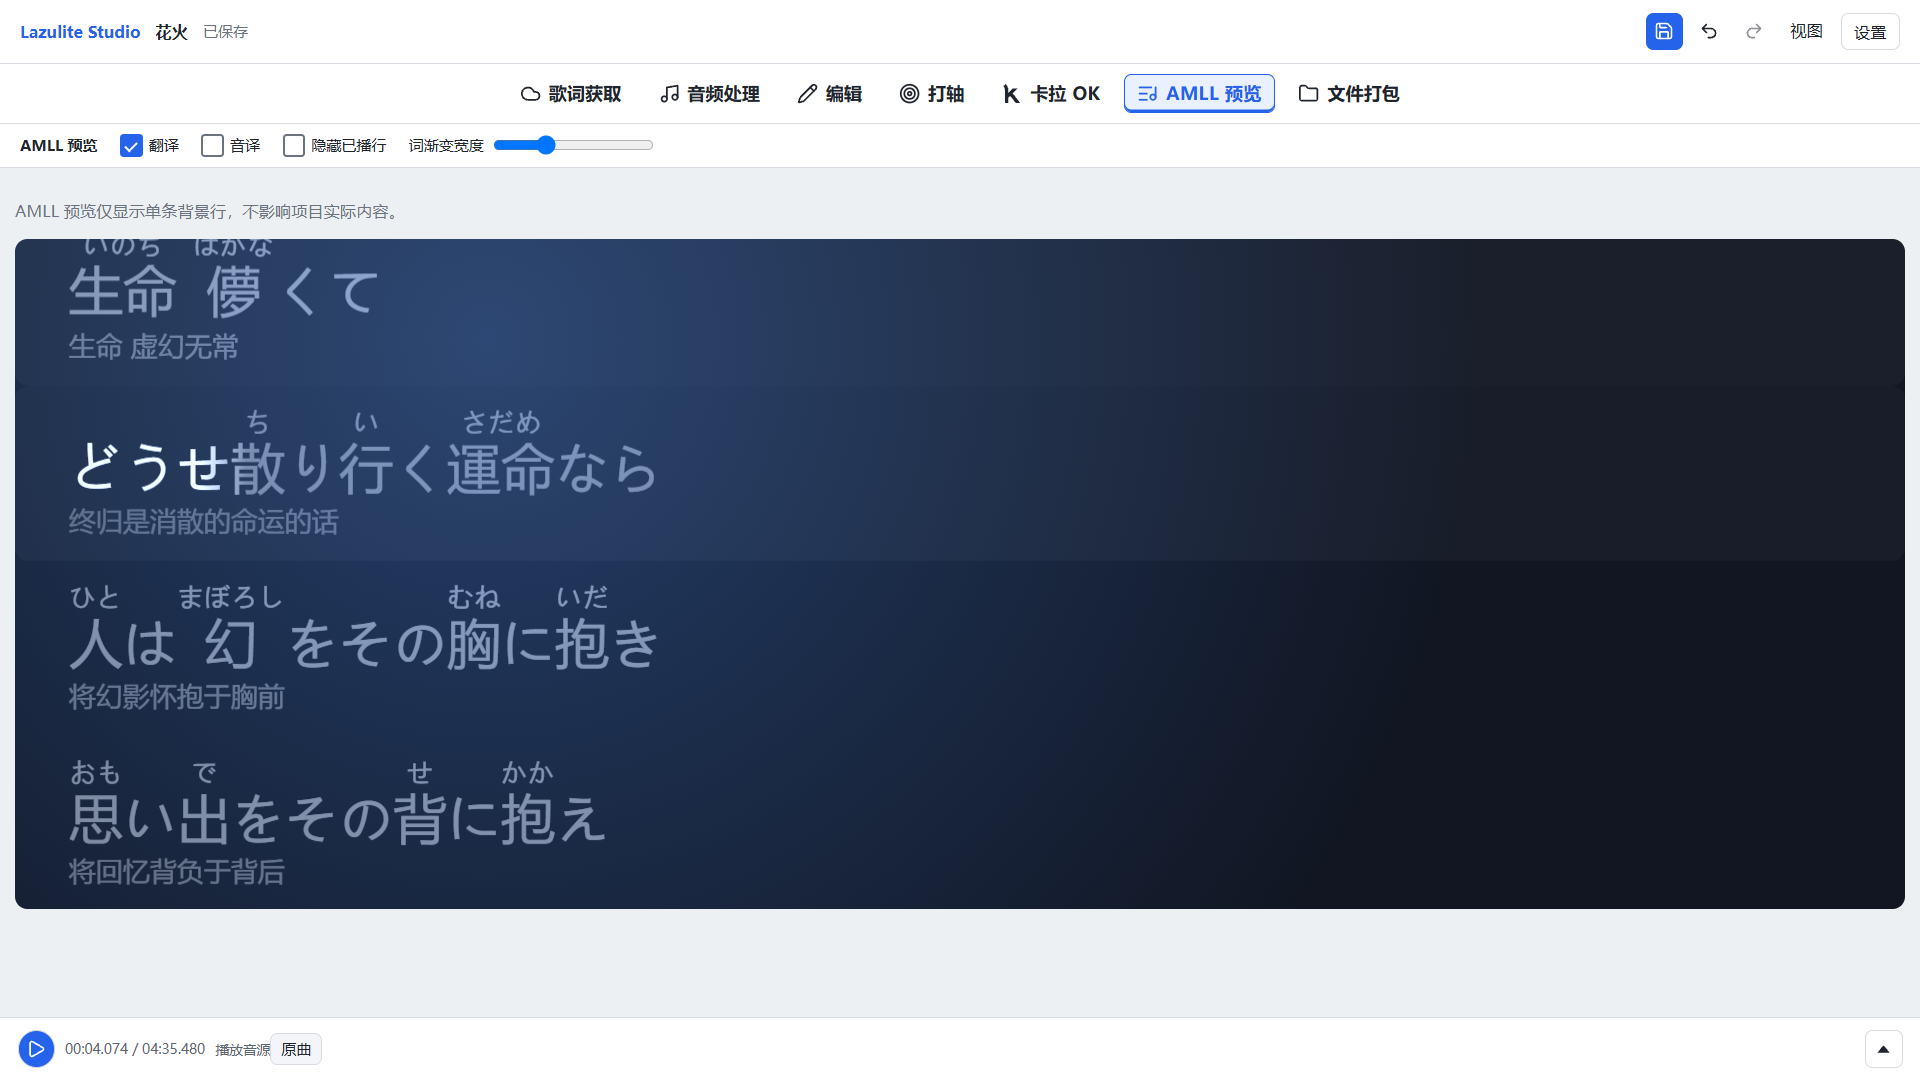 Lazulite Studio 花火 已保存 视图 设置
歌词获取 音频处理 编辑 打轴 卡拉 OK AMLL 预览 文件打包
AMLL 预览 翻译 音译 隐藏已播行 词渐变宽度
AMLL 预览仅显示单条背景行，不影响项目实际内容。
いのち はかな
生命 儚くて
生命 虚幻无常
ち い さだめ
どうせ散り行く運命なら
终归是消散的命运的话
ひと まぼろし むね いだ
人は幻をその胸に抱き
将幻影怀抱于胸前
おも で せ かか
思い出をその背に抱え
将回忆背负于背后
00:04.074 / 04:35.480 播放音源 原曲